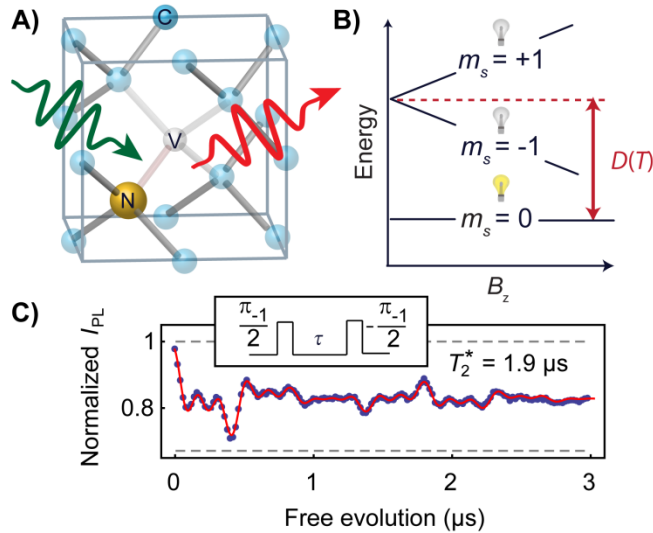 A)
C
V
N
B)
Energy
m_s = +1
m_s = -1
m_s = 0
D(T)
B_z
C)
Normalized I_PL
1
0.8
π_-1
2
τ
-π_-1
2
T_2^* = 1.9 μs
0
1
2
3
Free evolution (μs)